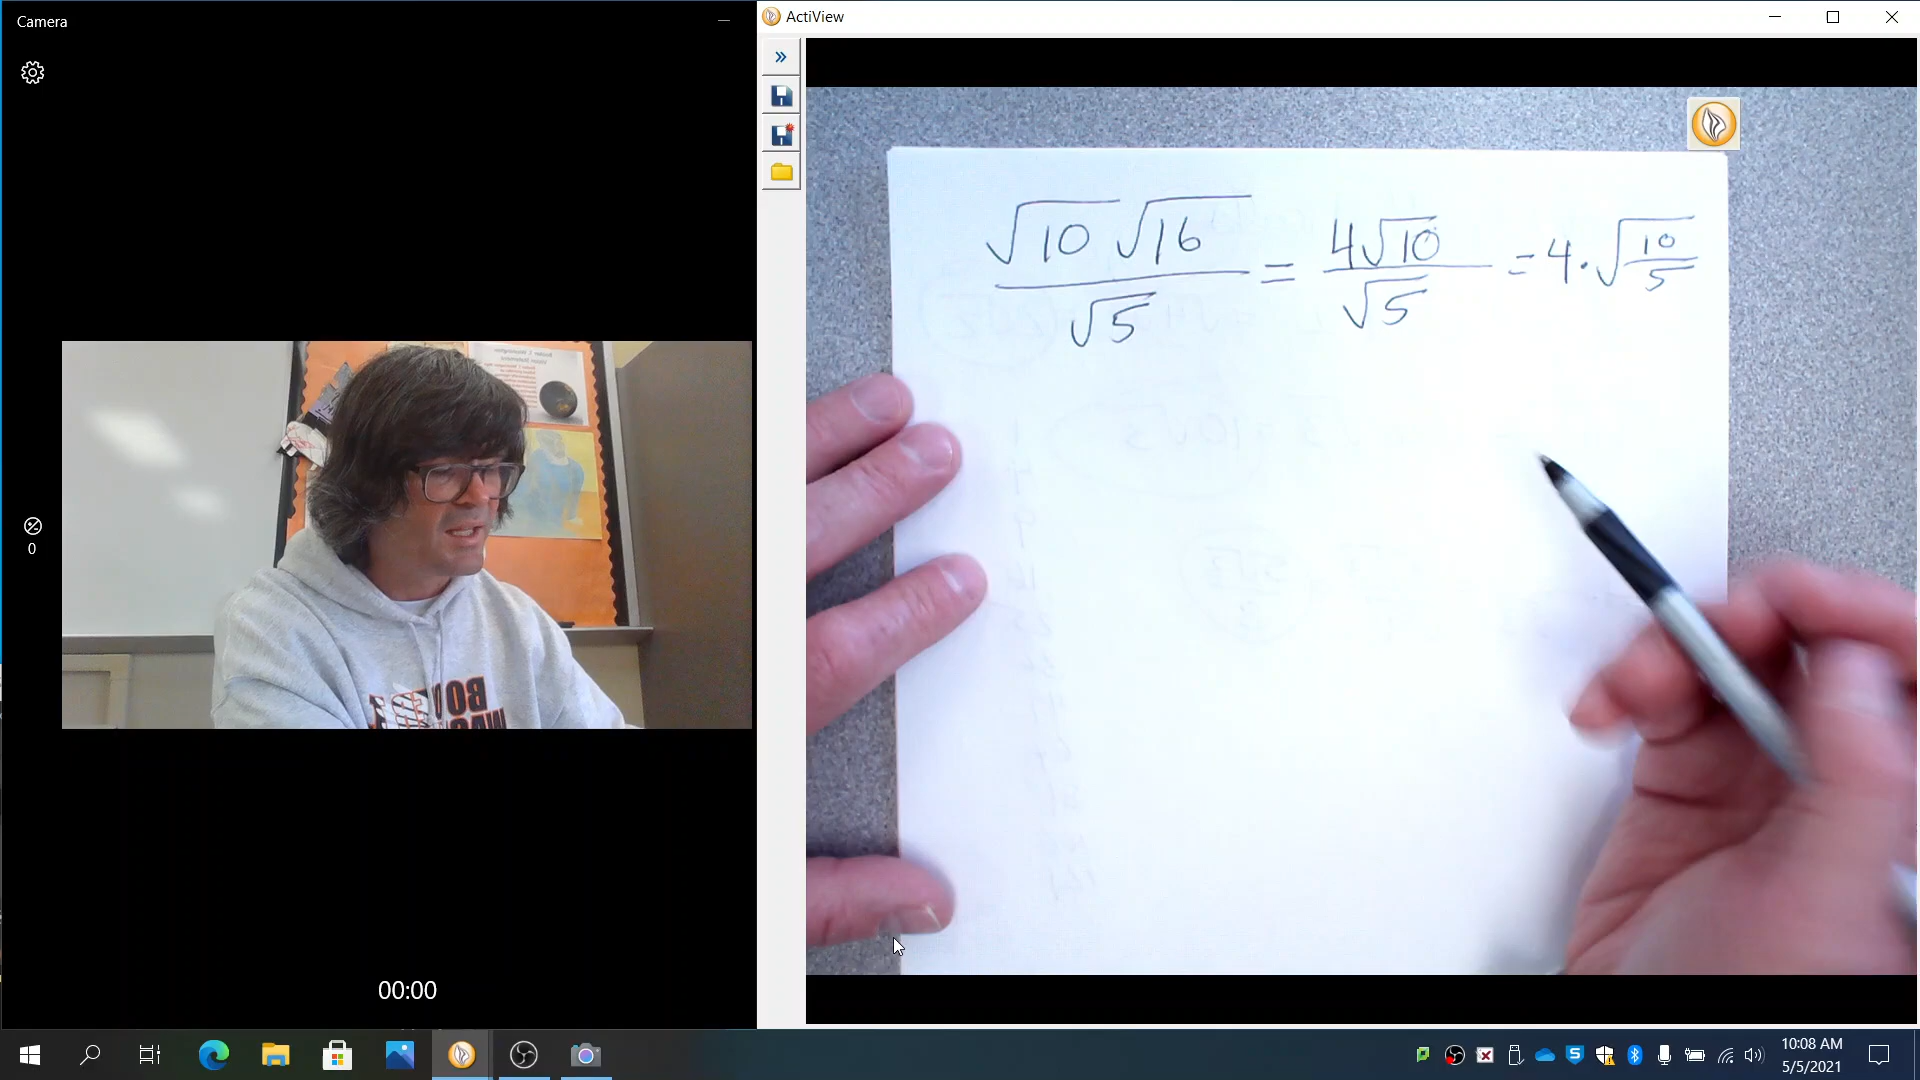 Camera
ActiView
√10 √16 / √5 = 4√10 / √5 = 4 · √10/5
0
00:00
10:08 AM
5/5/2021